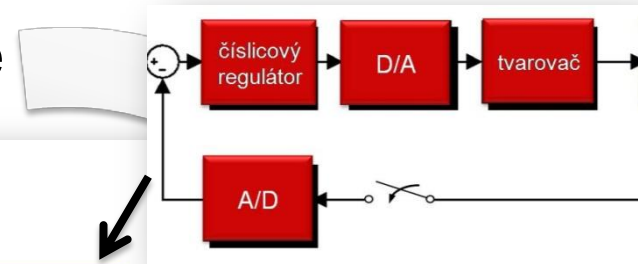 e
číslicový
regulátor
D/A
tvarovač
+
-
A/D